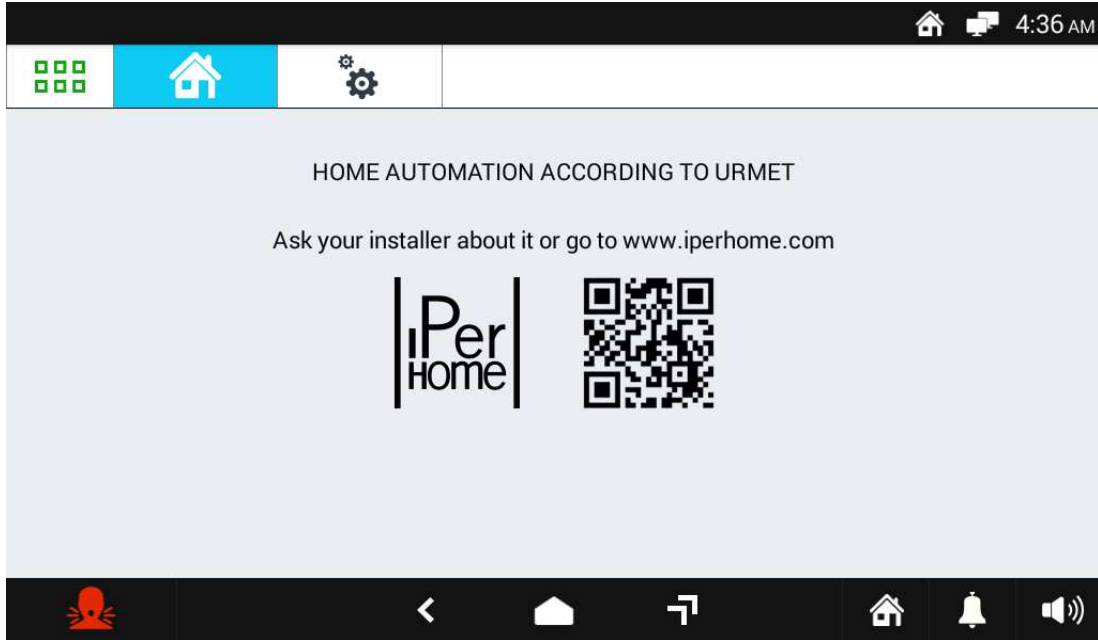 4:36 AM
HOME AUTOMATION ACCORDING TO URMET
Ask your installer about it or go to www.iperhome.com
iPer
HOME